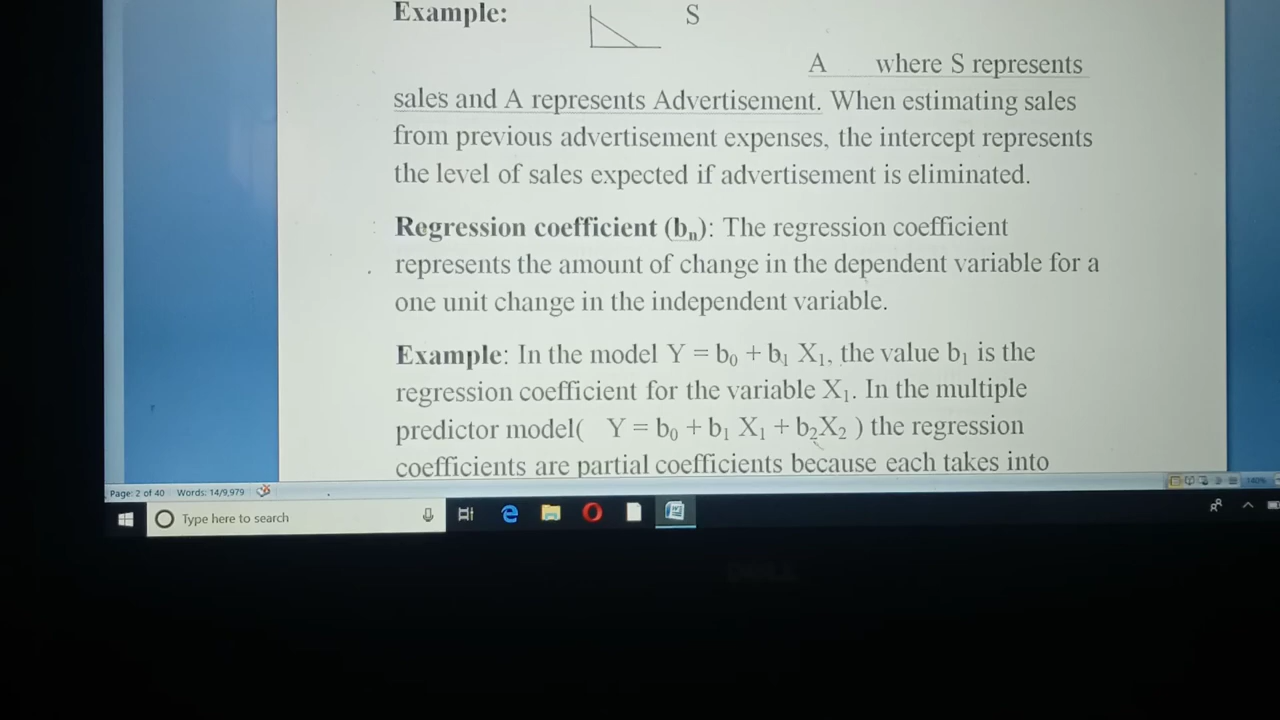 Example: S
A where S represents
sales and A represents Advertisement. When estimating sales
from previous advertisement expenses, the intercept represents
the level of sales expected if advertisement is eliminated.
Regression coefficient (bₙ): The regression coefficient
represents the amount of change in the dependent variable for a
one unit change in the independent variable.
Example: In the model Y = b₀ + b₁ X₁, the value b₁ is the
regression coefficient for the variable X₁. In the multiple
predictor model( Y = b₀ + b₁ X₁ + b₂X₂ ) the regression
coefficients are partial coefficients because each takes into
Page: 2 of 40 Words: 14/9,979 140%
Type here to search